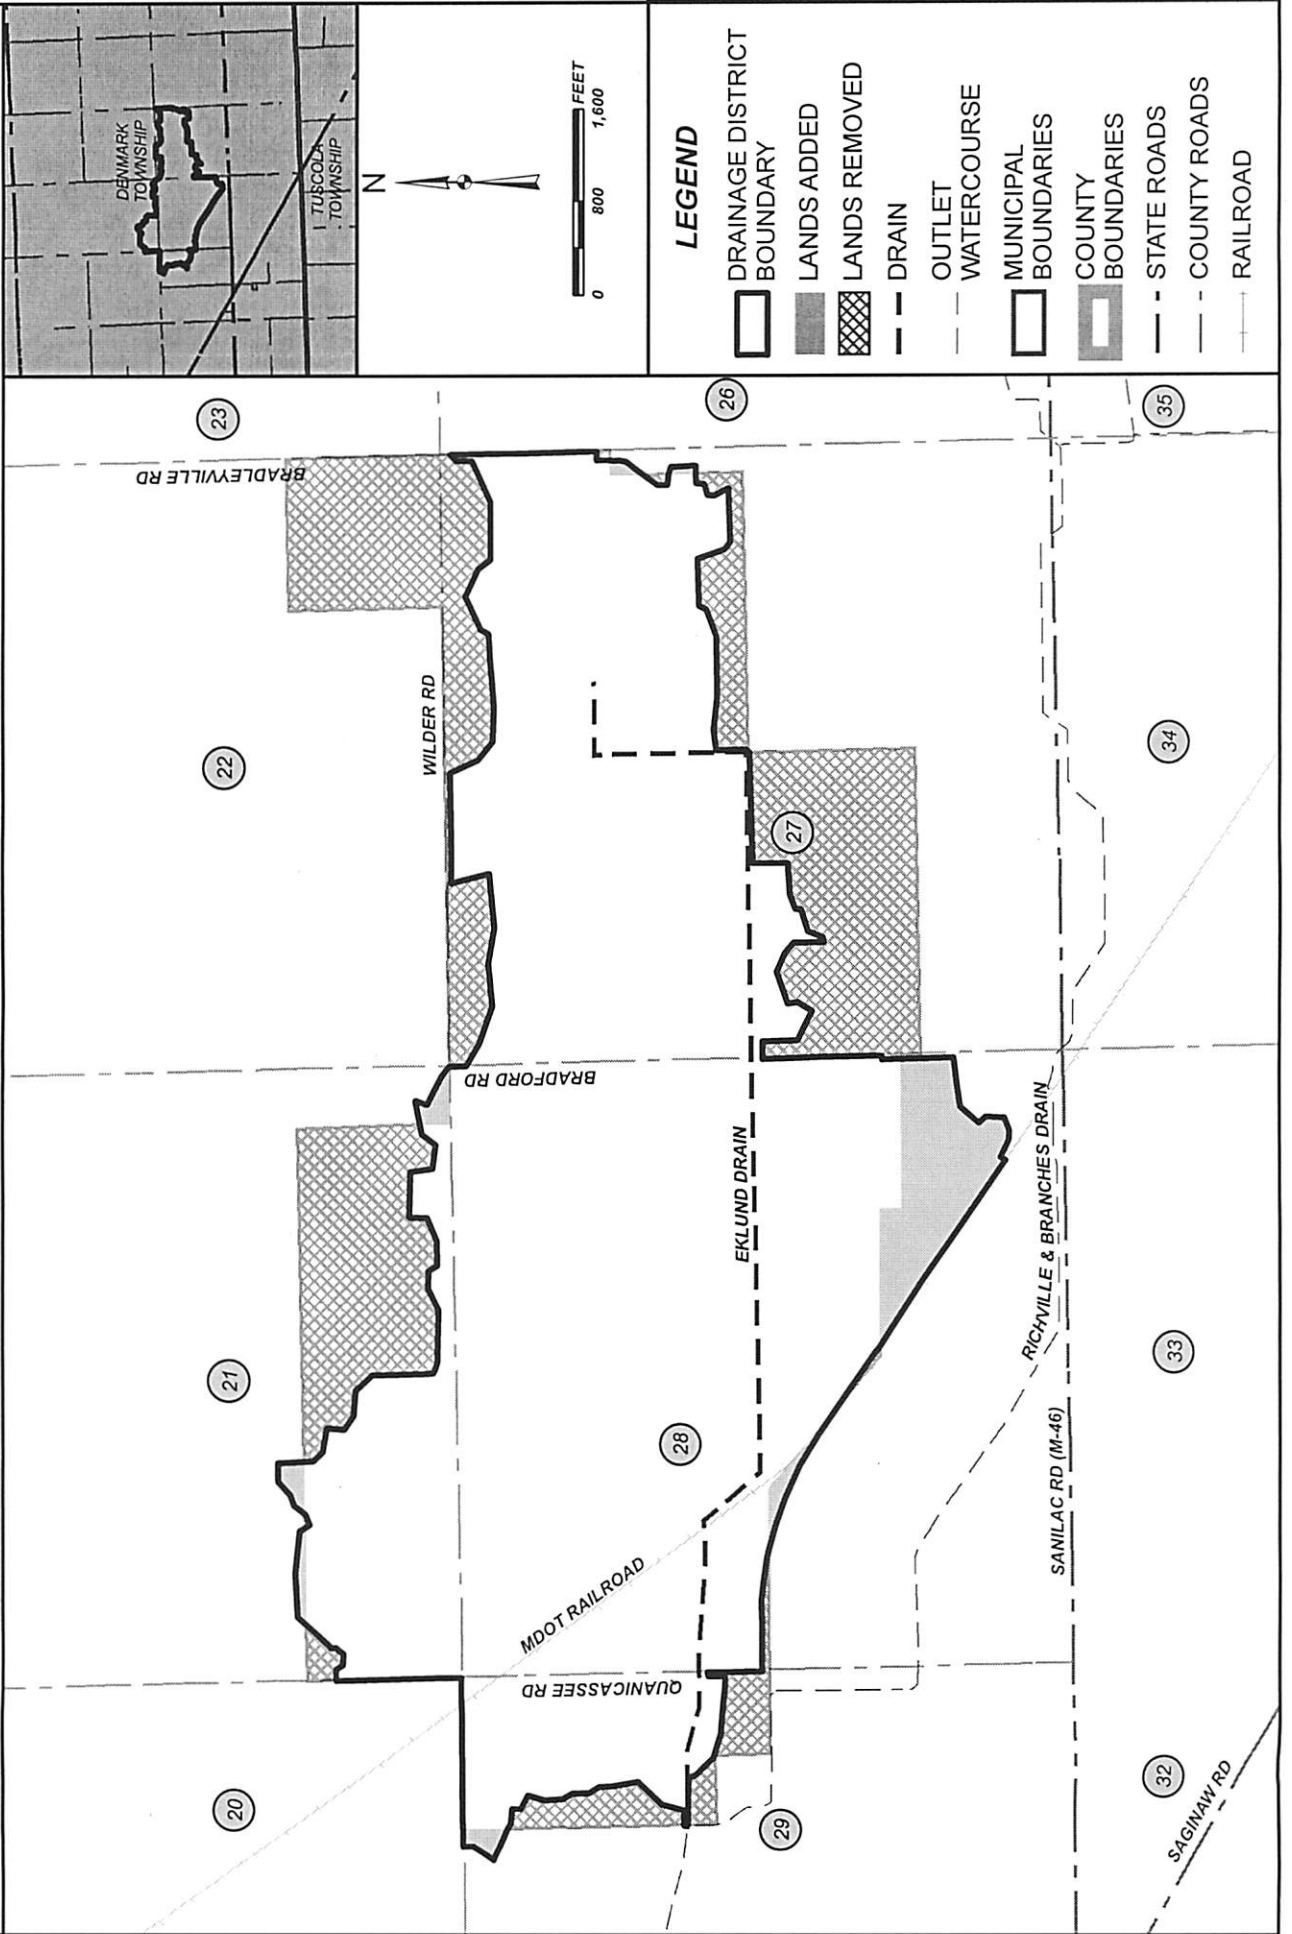 DENMARK
TOWNSHIP
TUSCOLA
TOWNSHIP
N
0 800 1,600
FEET
LEGEND
DRAINAGE DISTRICT
BOUNDARY
LANDS ADDED
LANDS REMOVED
DRAIN
OUTLET
WATERCOURSE
MUNICIPAL
BOUNDARIES
COUNTY
BOUNDARIES
STATE ROADS
COUNTY ROADS
RAILROAD
20
21
22
23
BRADLEYVILLE RD
WILDER RD
BRADFORD RD
QUANICASSEE RD
MDOT RAILROAD
EKLUND DRAIN
29
28
27
26
RICHVILLE & BRANCHES DRAIN
SANILAC RD (M-46)
32
33
34
35
SAGINAW RD